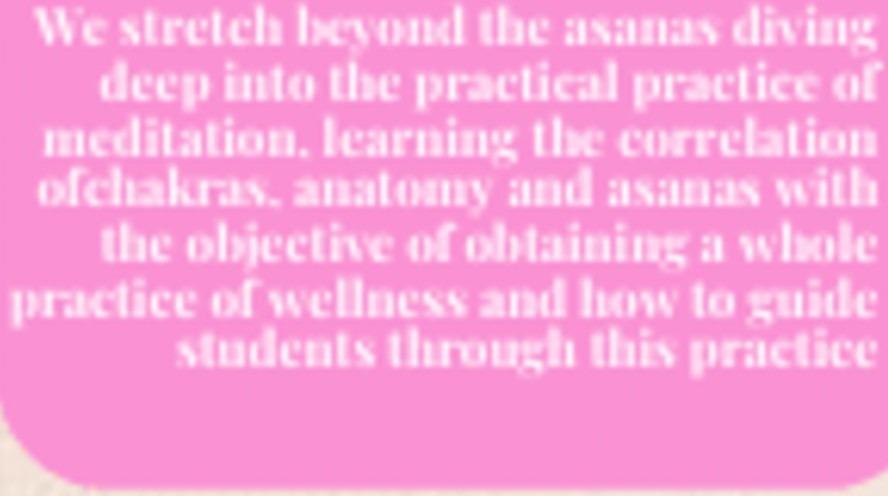 We stretch beyond the asanas diving
deep into the practical practice of
meditation, learning the correlation
ofchakras, anatomy and asanas with
the objective of obtaining a whole
practice of wellness and how to guide
students through this practice